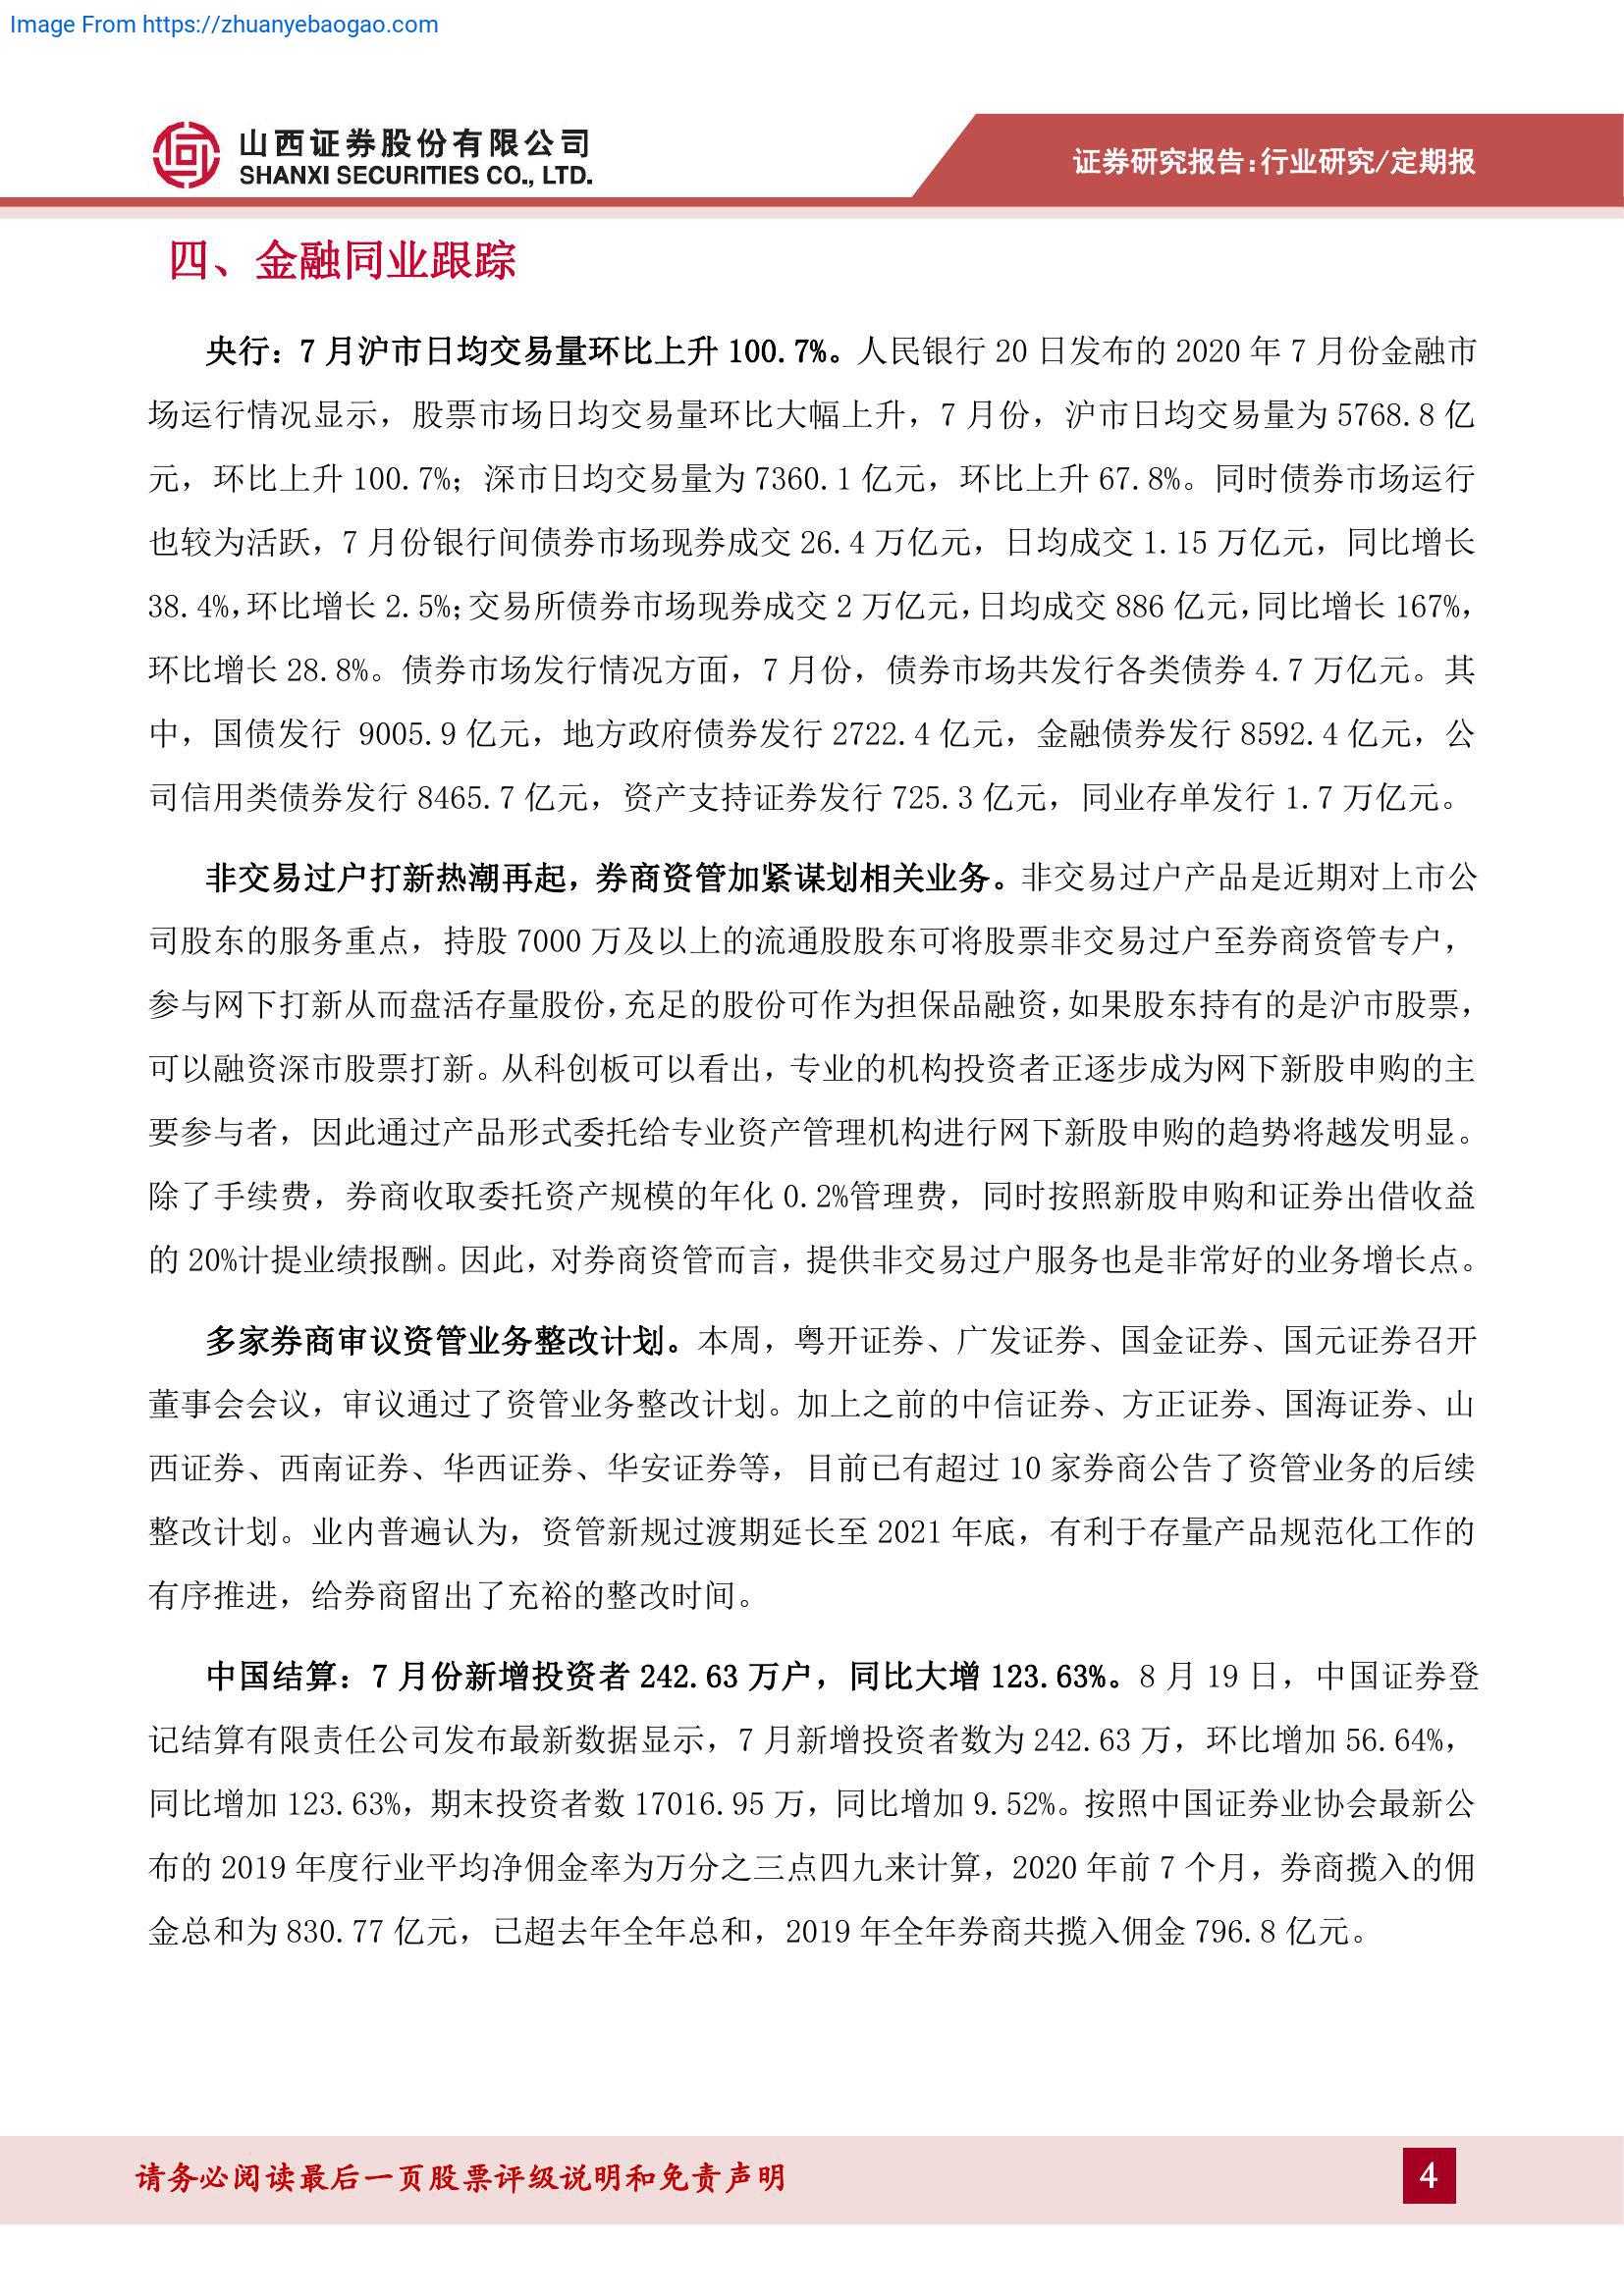 Image From https://zhuanyebaogao.com
山西证券股份有限公司
SHANXI SECURITIES CO., LTD.
证券研究报告:行业研究/定期报
四、金融同业跟踪
央行：7 月沪市日均交易量环比上升 100.7%。人民银行 20 日发布的 2020 年 7 月份金融市
场运行情况显示，股票市场日均交易量环比大幅上升，7 月份，沪市日均交易量为 5768.8 亿
元，环比上升 100.7%；深市日均交易量为 7360.1 亿元，环比上升 67.8%。同时债券市场运行
也较为活跃，7 月份银行间债券市场现券成交 26.4 万亿元，日均成交 1.15 万亿元，同比增长
38.4%，环比增长 2.5%；交易所债券市场现券成交 2 万亿元，日均成交 886 亿元，同比增长 167%，
环比增长 28.8%。债券市场发行情况方面，7 月份，债券市场共发行各类债券 4.7 万亿元。其
中，国债发行 9005.9 亿元，地方政府债券发行 2722.4 亿元，金融债券发行 8592.4 亿元，公
司信用类债券发行 8465.7 亿元，资产支持证券发行 725.3 亿元，同业存单发行 1.7 万亿元。
非交易过户打新热潮再起，券商资管加紧谋划相关业务。非交易过户产品是近期对上市公
司股东的服务重点，持股 7000 万及以上的流通股股东可将股票非交易过户至券商资管专户，
参与网下打新从而盘活存量股份，充足的股份可作为担保品融资，如果股东持有的是沪市股票，
可以融资深市股票打新。从科创板可以看出，专业的机构投资者正逐步成为网下新股申购的主
要参与者，因此通过产品形式委托给专业资产管理机构进行网下新股申购的趋势将越发明显。
除了手续费，券商收取委托资产规模的年化 0.2%管理费，同时按照新股申购和证券出借收益
的 20%计提业绩报酬。因此，对券商资管而言，提供非交易过户服务也是非常好的业务增长点。
多家券商审议资管业务整改计划。本周，粤开证券、广发证券、国金证券、国元证券召开
董事会会议，审议通过了资管业务整改计划。加上之前的中信证券、方正证券、国海证券、山
西证券、西南证券、华西证券、华安证券等，目前已有超过 10 家券商公告了资管业务的后续
整改计划。业内普遍认为，资管新规过渡期延长至 2021 年底，有利于存量产品规范化工作的
有序推进，给券商留出了充裕的整改时间。
中国结算：7 月份新增投资者 242.63 万户，同比大增 123.63%。8 月 19 日，中国证券登
记结算有限责任公司发布最新数据显示，7 月新增投资者数为 242.63 万，环比增加 56.64%，
同比增加 123.63%，期末投资者数 17016.95 万，同比增加 9.52%。按照中国证券业协会最新公
布的 2019 年度行业平均净佣金率为万分之三点四九来计算，2020 年前 7 个月，券商揽入的佣
金总和为 830.77 亿元，已超去年全年总和，2019 年全年券商共揽入佣金 796.8 亿元。
请务必阅读最后一页股票评级说明和免责声明
4